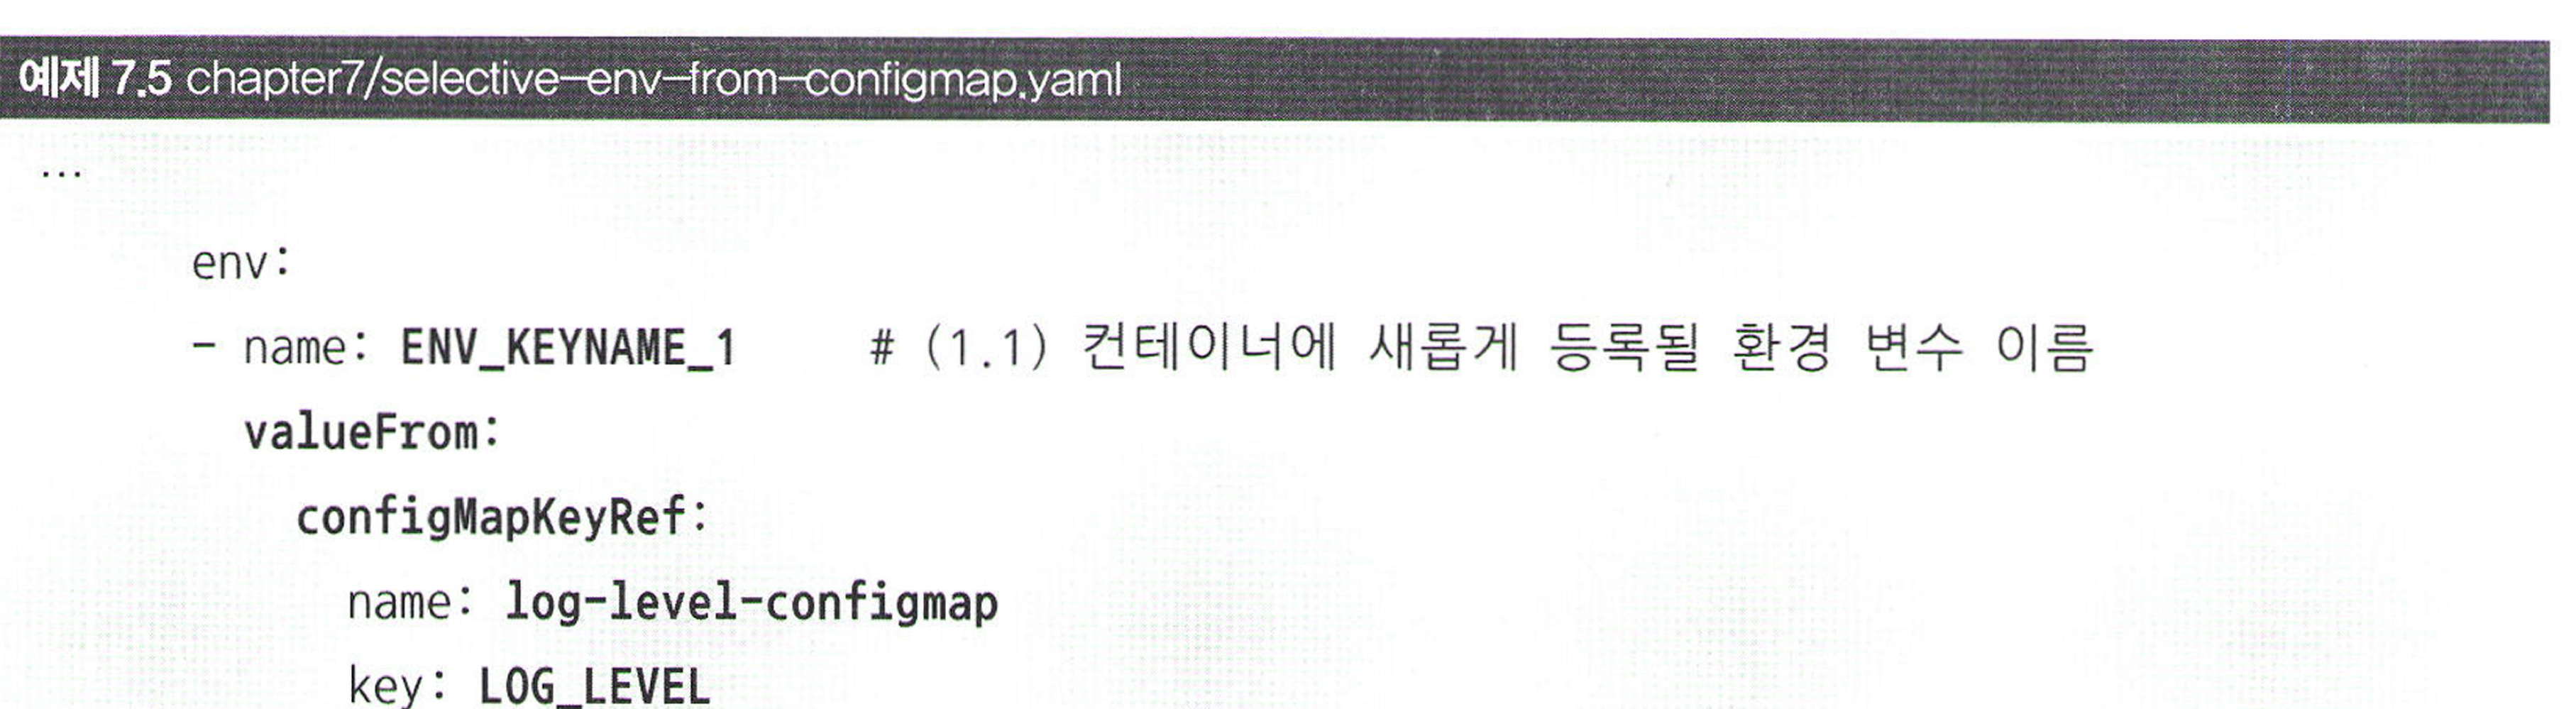 예제 7.5 chapter7/selective-env-from-configmap.yaml
...
env:
- name: ENV_KEYNAME_1 # (1.1) 컨테이너에 새롭게 등록될 환경 변수 이름
valueFrom:
configMapKeyRef:
name: log-level-configmap
key: LOG_LEVEL